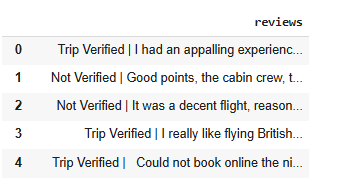 reviews
0 Trip Verified | I had an appalling experienc...
1 Not Verified | Good points, the cabin crew, t...
2 Not Verified | It was a decent flight, reason...
3 Trip Verified | I really like flying British...
4 Trip Verified |   Could not book online the ni...